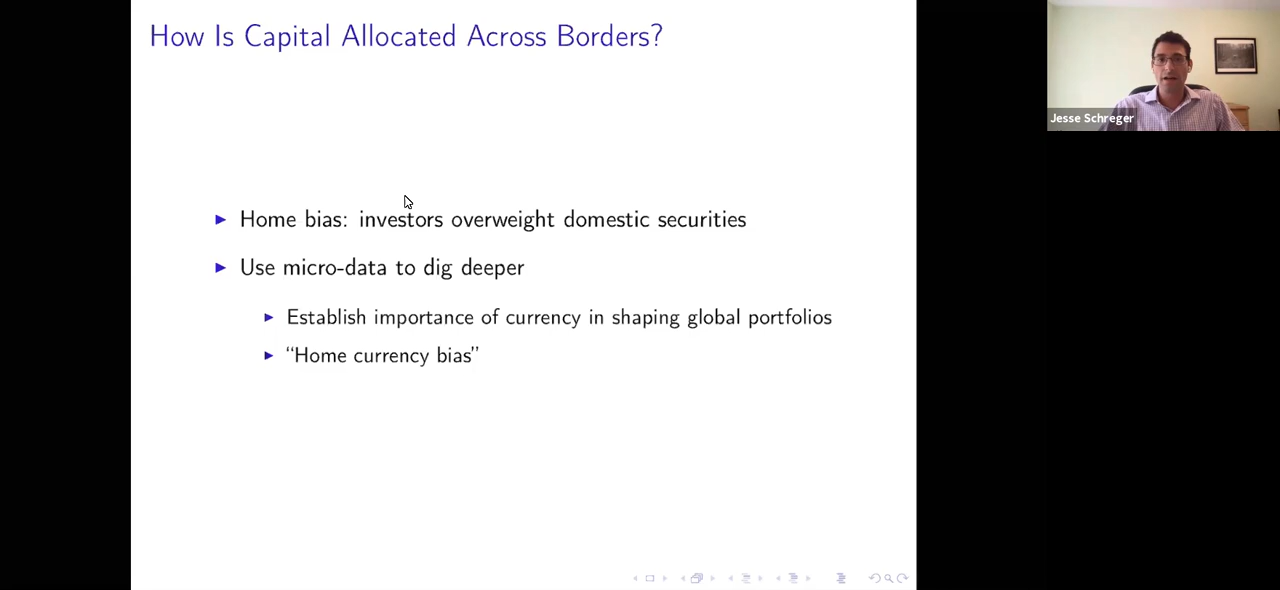 How Is Capital Allocated Across Borders?
Jesse Schreger
Home bias: investors overweight domestic securities
Use micro-data to dig deeper
Establish importance of currency in shaping global portfolios
“Home currency bias”